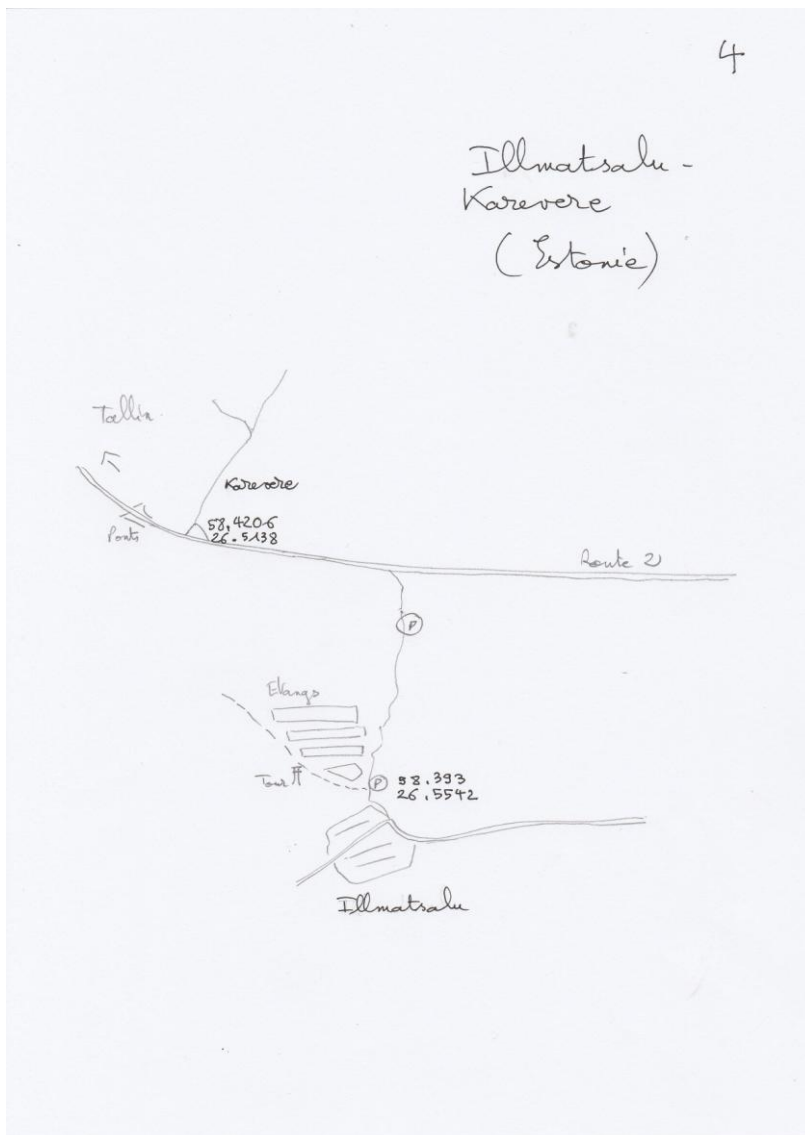 4
Illmatsalu -
Karevere
(Estonie)
Tallin
Karevere
58,4206
26.5138
Ponts
Route 2
P
Etangs
Tour
P
58.393
26.5542
Illmatsalu